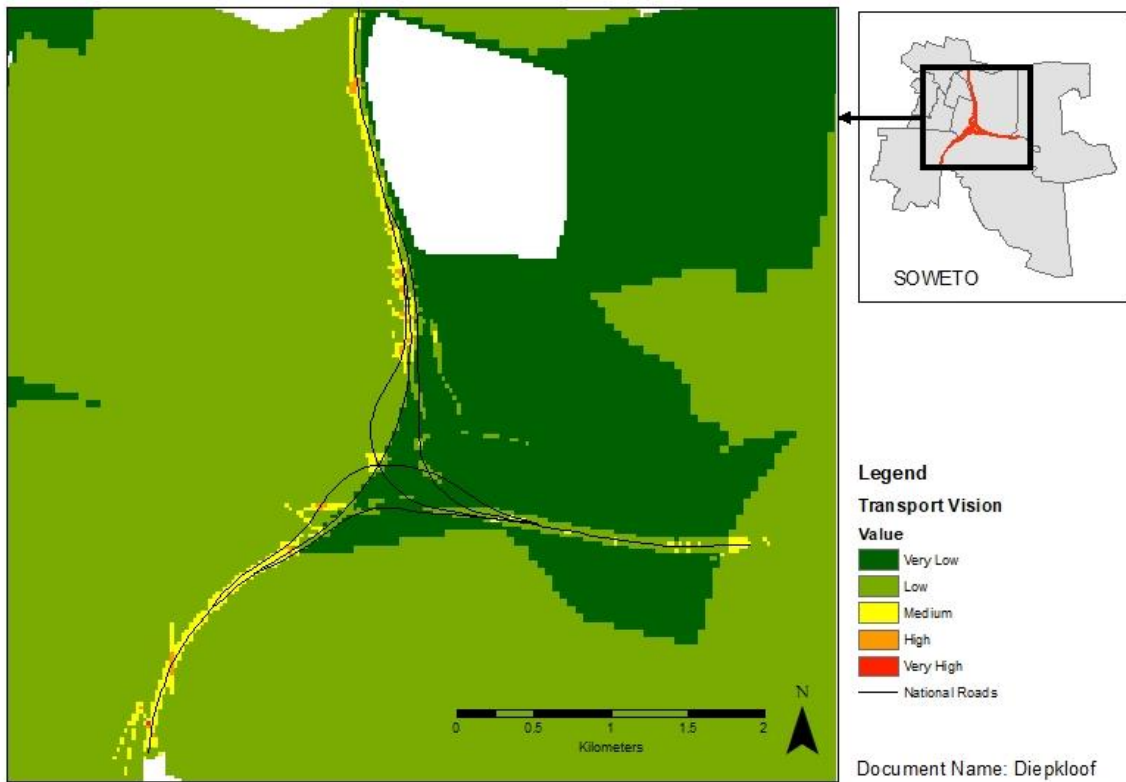 SOWETO
Legend
Transport Vision
Value
Very Low
Low
Medium
High
Very High
National Roads
N
0 0.5 1 1.5 2
Kilometers
Document Name: Diepkloof